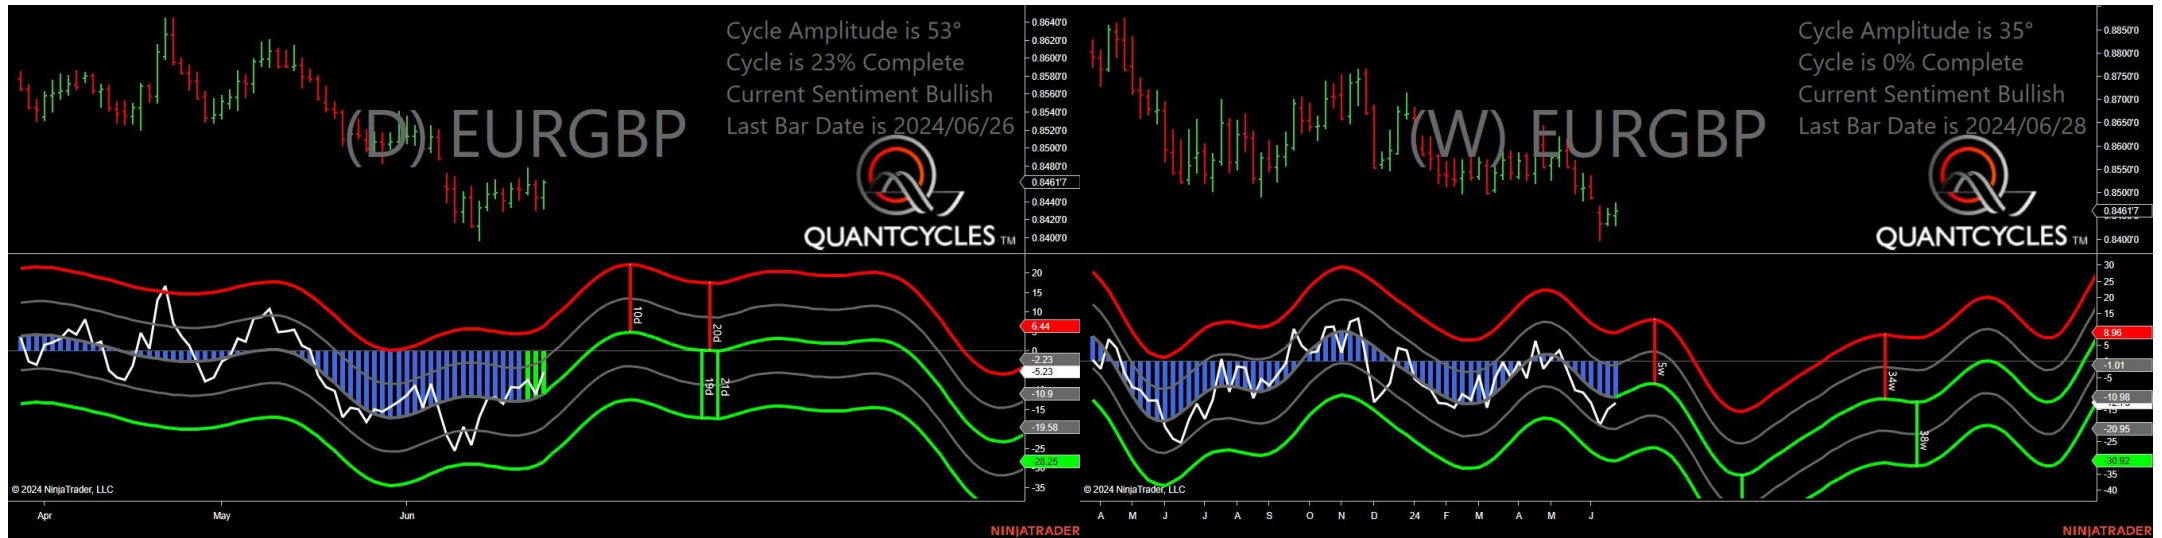 Cycle Amplitude is 53°
Cycle is 23% Complete
Current Sentiment Bullish
Last Bar Date is 2024/06/26
(D) EURGBP
QUANTCYCLES TM
0.8640'0
0.8620'0
0.8600'0
0.8580'0
0.8560'0
0.8540'0
0.8520'0
0.8500'0
0.8480'0
0.8461'7
0.8440'0
0.8420'0
0.8400'0
10d
20d
19d
21d
20
15
10
6.44
0
-2.23
-5.23
-10.9
-15
-19.58
-25
-28.25
-35
© 2024 NinjaTrader, LLC
Apr
May
Jun
NINJATRADER
Cycle Amplitude is 35°
Cycle is 0% Complete
Current Sentiment Bullish
Last Bar Date is 2024/06/28
(W) EURGBP
QUANTCYCLES TM
0.8850'0
0.8800'0
0.8750'0
0.8700'0
0.8650'0
0.8600'0
0.8550'0
0.8500'0
0.8461'7
0.8400'0
5w
34w
38w
30
25
20
15
8.96
5
-1.01
-5
-10.98
-15
-20.95
-25
-30.92
-35
-40
© 2024 NinjaTrader, LLC
A
M
J
J
A
S
O
N
D
24
F
M
A
M
J
NINJATRADER